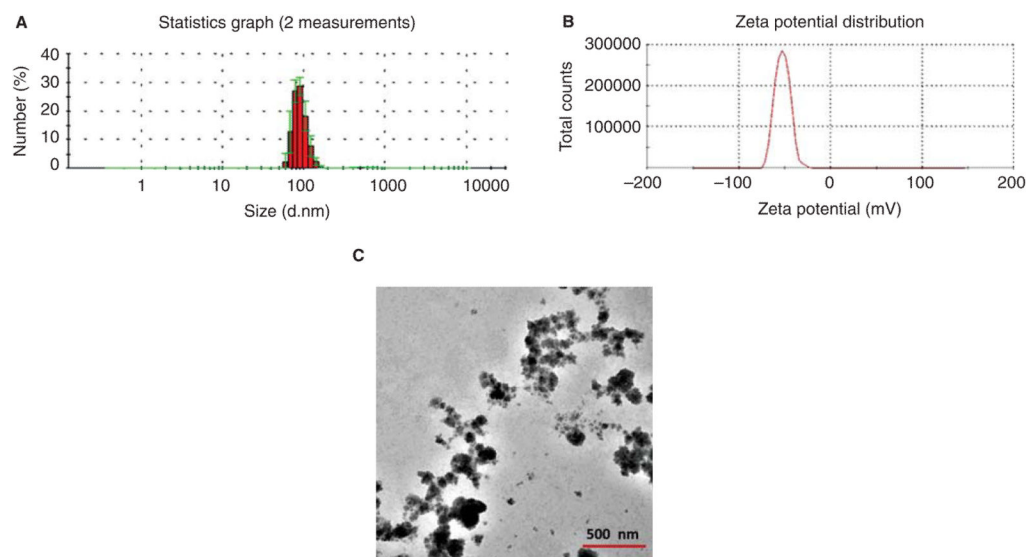 A
Statistics graph (2 measurements)
Number (%)
40
30
20
10
0
1 10 100 1000 10000
Size (d.nm)
B
Zeta potential distribution
Total counts
300000
200000
100000
–200 –100 0 100 200
Zeta potential (mV)
C
500 nm